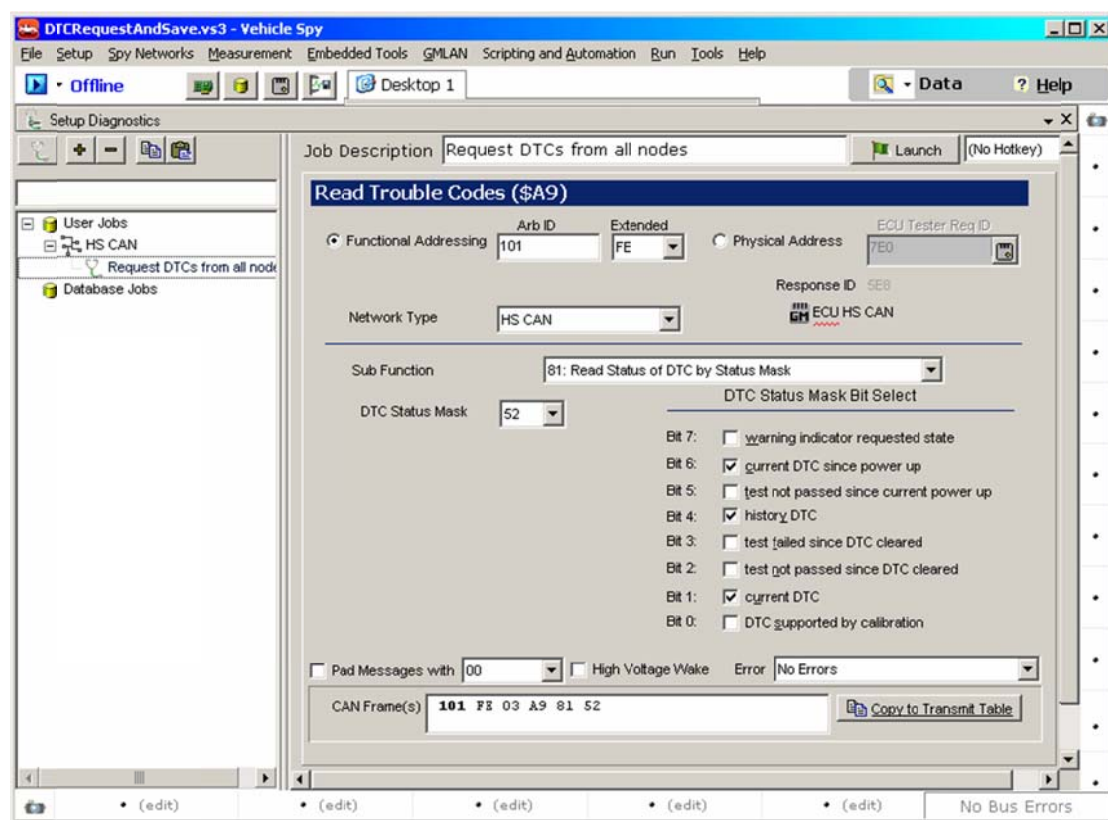 DTCRequestAndSave.vs3 - Vehicle Spy
File Setup Spy Networks Measurement Embedded Tools GMLAN Scripting and Automation Run Tools Help
Offline Desktop 1 Data ? Help
Setup Diagnostics
Job Description Request DTCs from all nodes Launch (No Hotkey)
Read Trouble Codes ($A9)
User Jobs
HS CAN
Request DTCs from all node
Database Jobs
Arb ID Extended ECU Tester Req ID
Functional Addressing 101 FE Physical Address 7E0
Response ID 5E8
Network Type HS CAN GM ECU HS CAN
Sub Function 81: Read Status of DTC by Status Mask
DTC Status Mask 52 DTC Status Mask Bit Select
Bit 7: warning indicator requested state
Bit 6: current DTC since power up
Bit 5: test not passed since current power up
Bit 4: history DTC
Bit 3: test failed since DTC cleared
Bit 2: test not passed since DTC cleared
Bit 1: current DTC
Bit 0: DTC supported by calibration
Pad Messages with 00 High Voltage Wake Error No Errors
CAN Frame(s) 101 FE 03 A9 81 52 Copy to Transmit Table
(edit) (edit) (edit) (edit) (edit) No Bus Errors